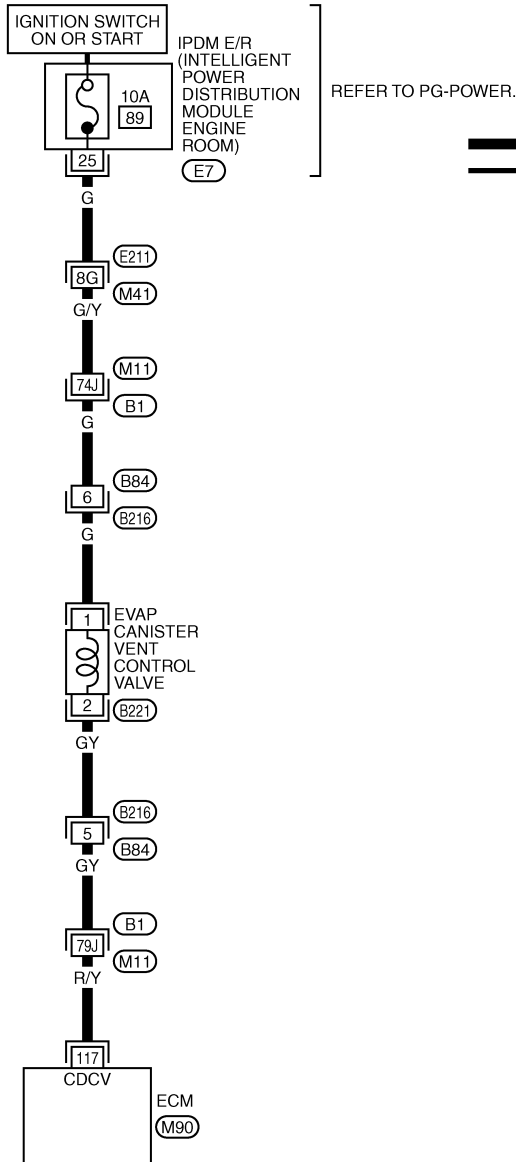 IGNITION SWITCH
ON OR START
IPDM E/R
(INTELLIGENT
POWER
DISTRIBUTION
MODULE
ENGINE
ROOM)
10A
89
REFER TO PG-POWER.
25
E7
G
E211
8G
M41
G/Y
M11
74J
B1
G
B84
6
B216
G
1
EVAP
CANISTER
VENT
CONTROL
VALVE
2
B221
GY
B216
5
B84
GY
B1
79J
M11
R/Y
117
CDCV
ECM
M90